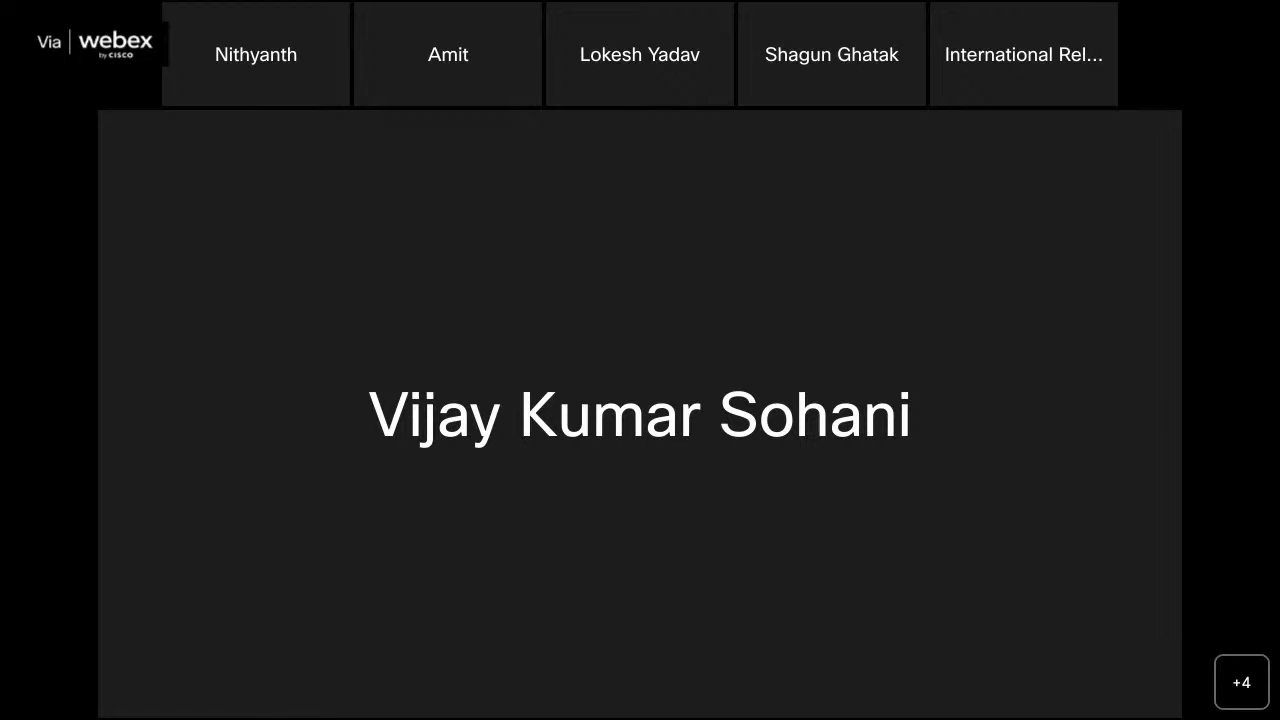 Via | webex
by CISCO
Nithyanth
Amit
Lokesh Yadav
Shagun Ghatak
International Rel...
Vijay Kumar Sohani
+4